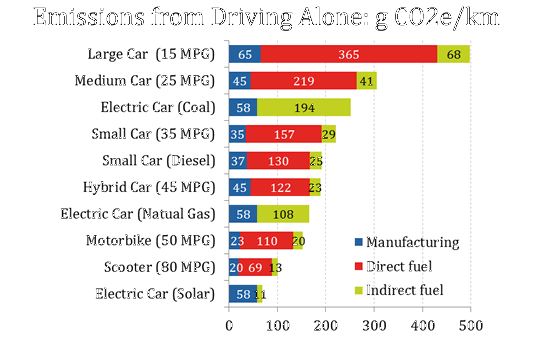 Emissions from Driving Alone: g CO2e/km
Large Car (15 MPG) 65 365 68
Medium Car (25 MPG) 45 219 41
Electric Car (Coal) 58 194
Small Car (35 MPG) 35 157 29
Small Car (Diesel) 37 130 25
Hybrid Car (45 MPG) 45 122 23
Electric Car (Natual Gas) 58 108
Motorbike (50 MPG) 23 110 20
Scooter (80 MPG) 20 69 13
Electric Car (Solar) 58 11
Manufacturing
Direct fuel
Indirect fuel
0 100 200 300 400 500